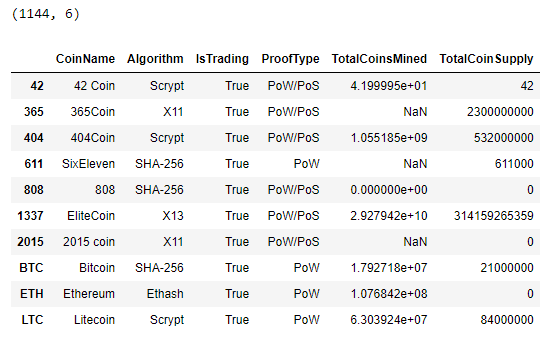 (1144, 6)
CoinName Algorithm IsTrading ProofType TotalCoinsMined TotalCoinSupply
42 42 Coin Scrypt True PoW/PoS 4.199995e+01 42
365 365Coin X11 True PoW/PoS NaN 2300000000
404 404Coin Scrypt True PoW/PoS 1.055185e+09 532000000
611 SixEleven SHA-256 True PoW NaN 611000
808 808 SHA-256 True PoW/PoS 0.000000e+00 0
1337 EliteCoin X13 True PoW/PoS 2.927942e+10 314159265359
2015 2015 coin X11 True PoW/PoS NaN 0
BTC Bitcoin SHA-256 True PoW 1.792718e+07 21000000
ETH Ethereum Ethash True PoW 1.076842e+08 0
LTC Litecoin Scrypt True PoW 6.303924e+07 84000000